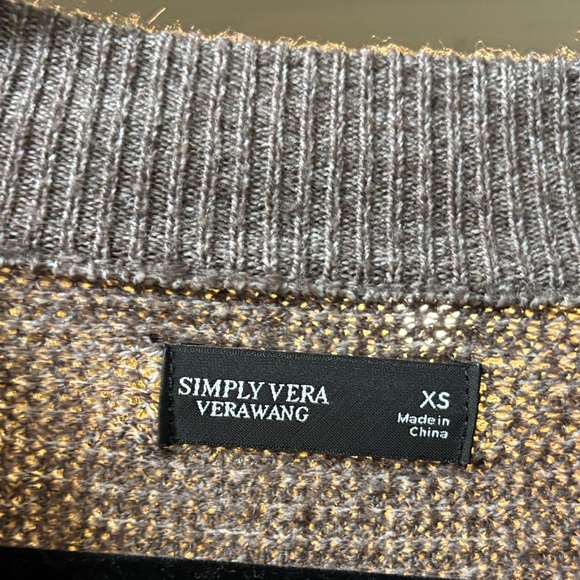 SIMPLY VERA
VERAWANG
XS
Made in
China